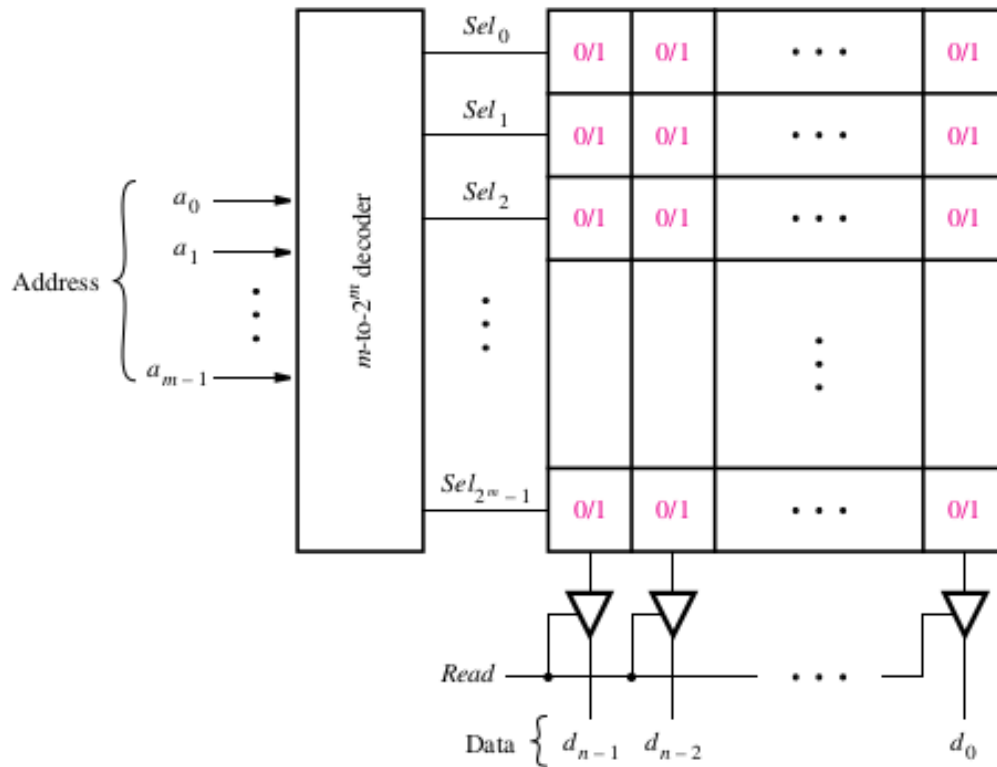 Sel₀
0/1 0/1 • • • 0/1
Sel₁
0/1 0/1 • • • 0/1
Sel₂
0/1 0/1 • • • 0/1
a₀
a₁
Address
m-to-2ᵐ decoder
aₘ₋₁
Sel_{2ᵐ – 1}
0/1 0/1 • • • 0/1
Read • • •
Data { dₙ₋₁ dₙ₋₂ d₀